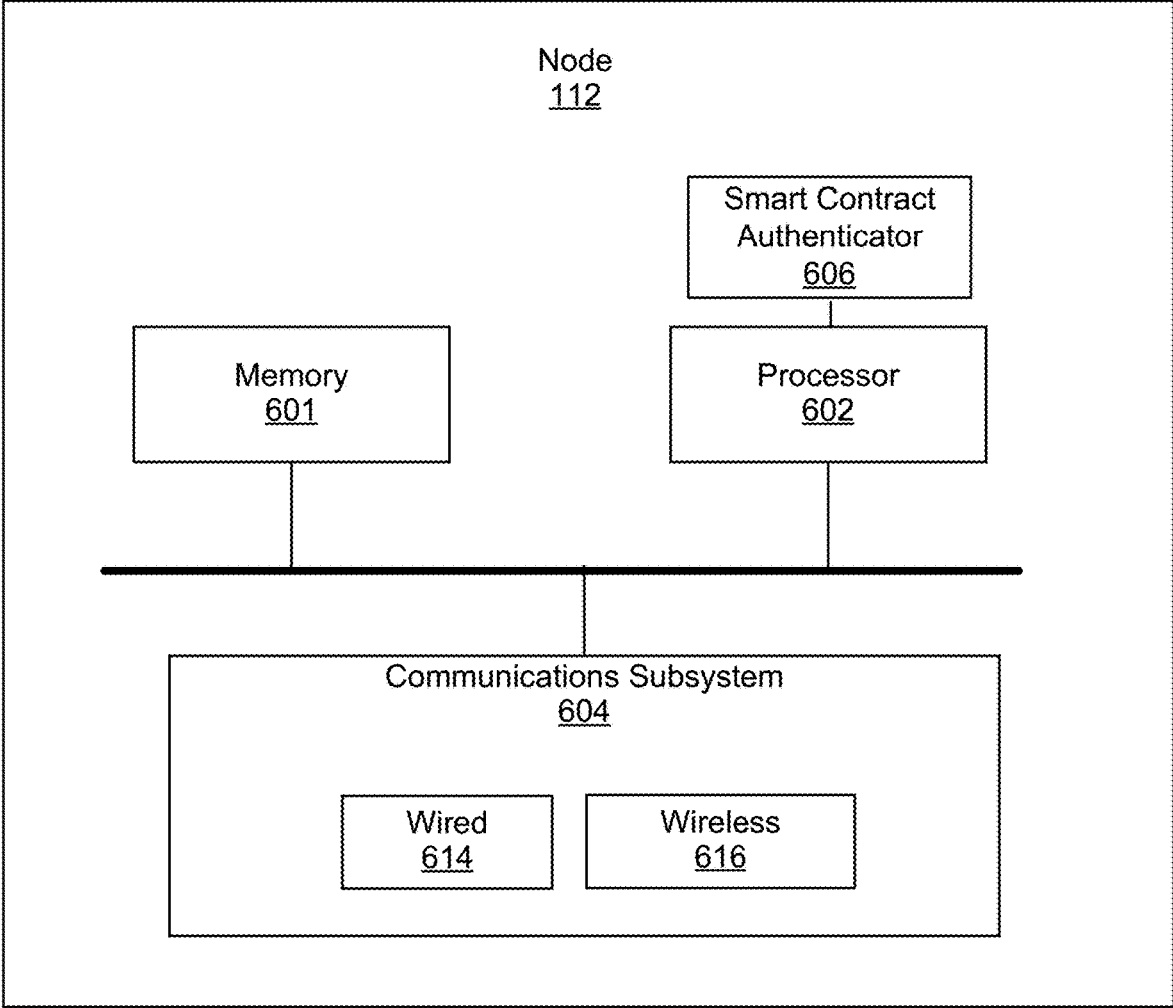 Node
112
Smart Contract
Authenticator
606
Memory
601
Processor
602
Communications Subsystem
604
Wired
614
Wireless
616